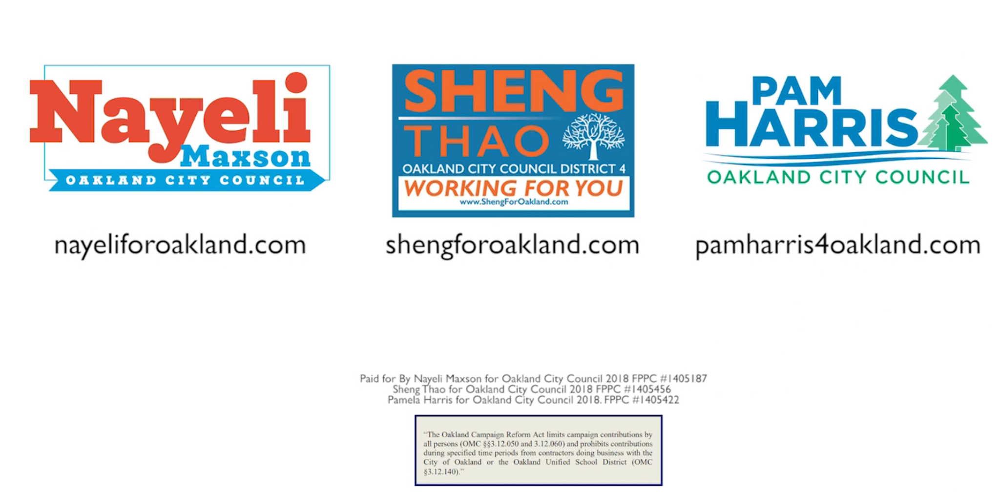 Nayeli
Maxson
OAKLAND CITY COUNCIL
nayeliforoakland.com
SHENG
THAO
OAKLAND CITY COUNCIL DISTRICT 4
WORKING FOR YOU
www.ShengForOakland.com
shengforoakland.com
PAM
HARRIS
OAKLAND CITY COUNCIL
pamharris4oakland.com
Paid for By Nayeli Maxson for Oakland City Council 2018 FPPC #1405187
Sheng Thao for Oakland City Council 2018 FPPC #1405456
Pamela Harris for Oakland City Council 2018. FPPC #1405422
“The Oakland Campaign Reform Act limits campaign contributions by
all persons (OMC §§3.12.050 and 3.12.060) and prohibits contributions
during specified time periods from contractors doing business with the
City of Oakland or the Oakland Unified School District (OMC
§3.12.140).”